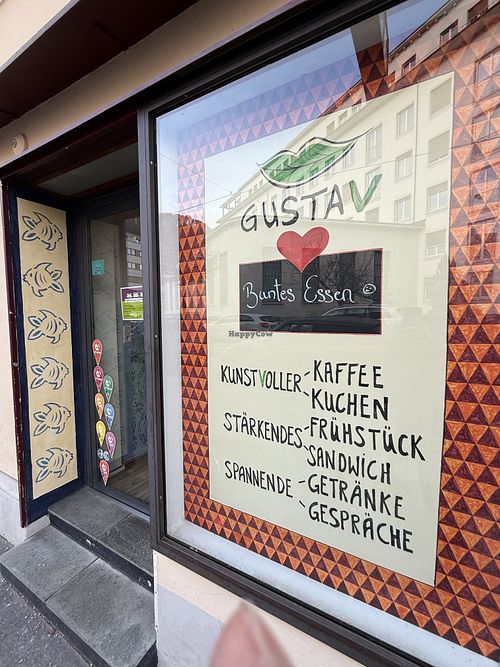 GUSTAV
Buntes Essen ©
HappyCow
KUNSTVOLLER
KAFFEE
KUCHEN
STÄRKENDES
FRÜHSTÜCK
SANDWICH
SPANNENDE
GETRÄNKE
GESPRÄCHE